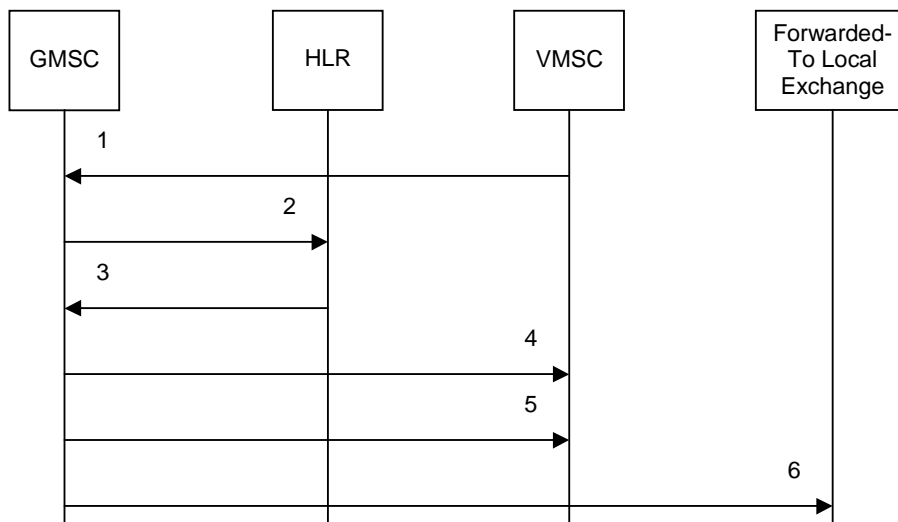 GMSC
HLR
VMSC
Forwarded-
To Local
Exchange
1
2
3
4
5
6